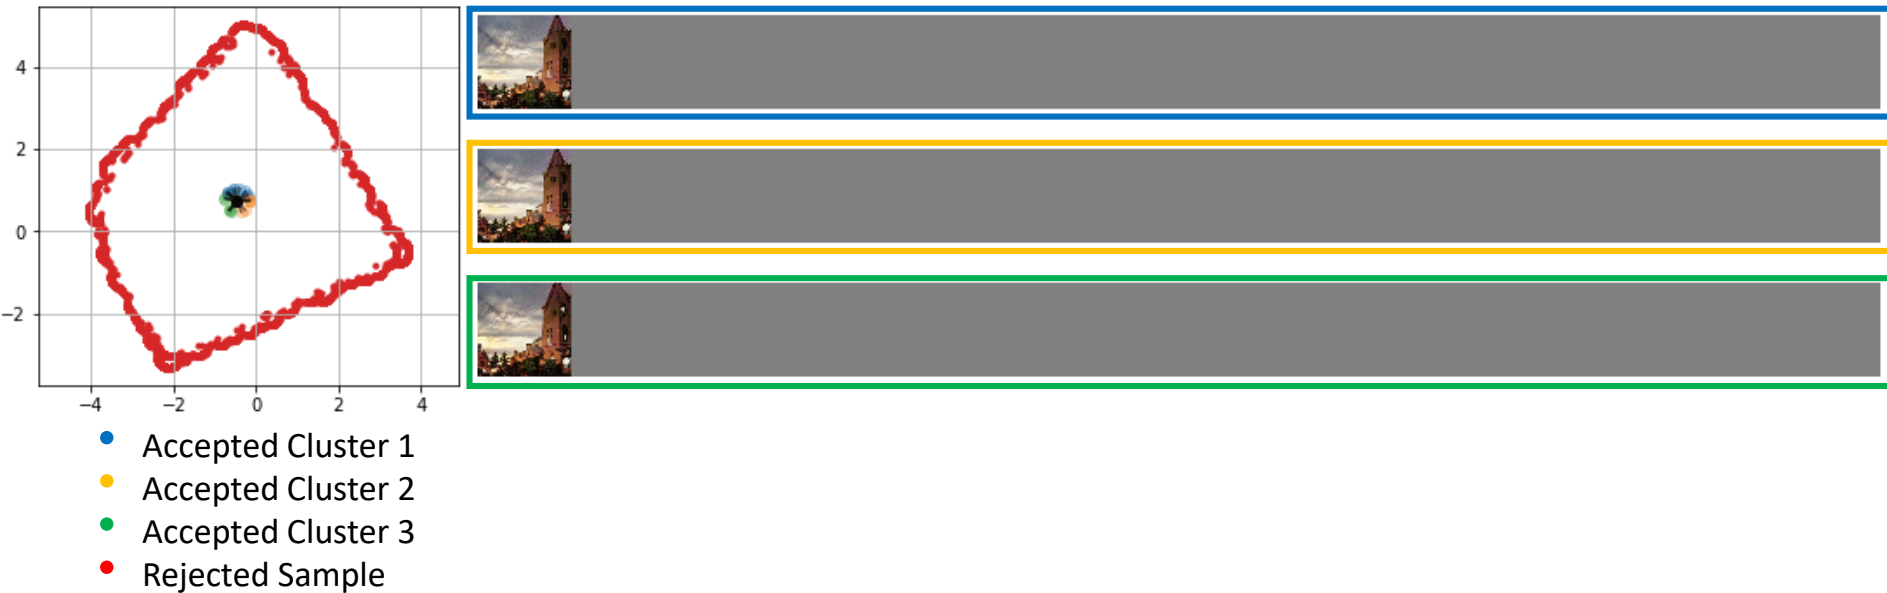 4
2
0
−2
−4 −2 0 2 4
Accepted Cluster 1
Accepted Cluster 2
Accepted Cluster 3
Rejected Sample